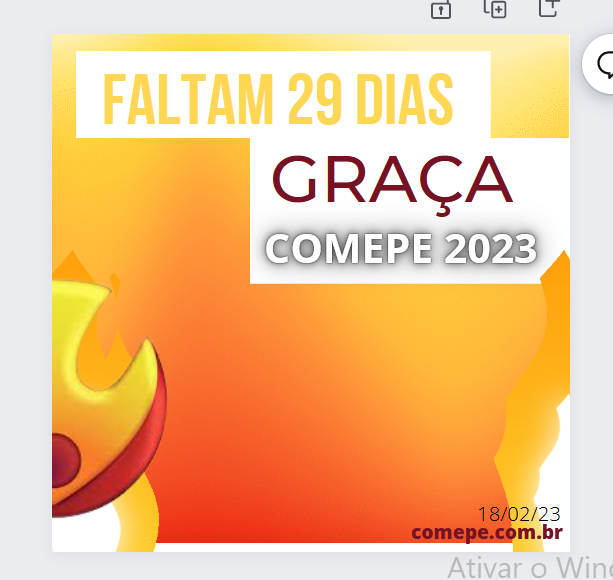 FALTAM 29 DIAS
GRAÇA
COMEPE 2023
18/02/23
comepe.com.br
Ativar o Win